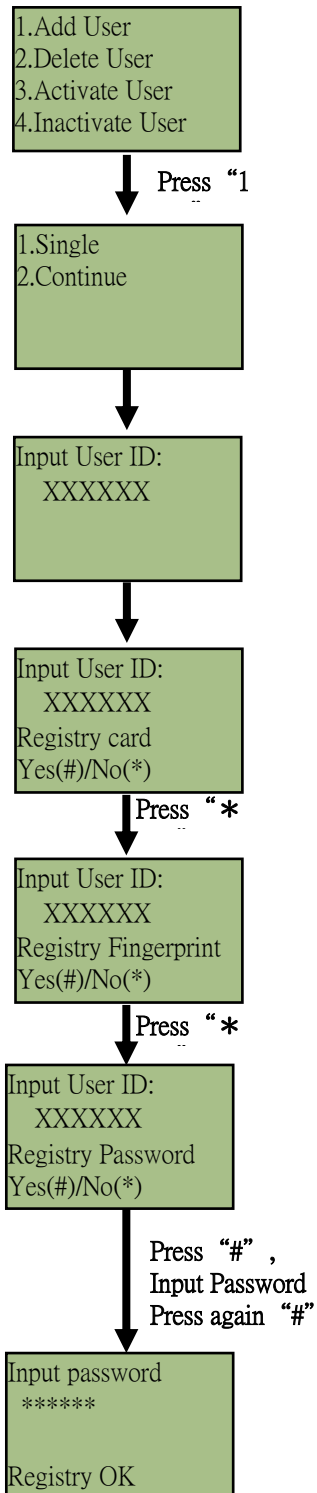 1.Add User
2.Delete User
3.Activate User
4.Inactivate User
Press “1
1.Single
2.Continue
Input User ID:
XXXXXX
Input User ID:
XXXXXX
Registry card
Yes(#)/No(*)
Press “*
Input User ID:
XXXXXX
Registry Fingerprint
Yes(#)/No(*)
Press “*
Input User ID:
XXXXXX
Registry Password
Yes(#)/No(*)
Press “#” ,
Input Password
Press again “#”
Input password
******
Registry OK